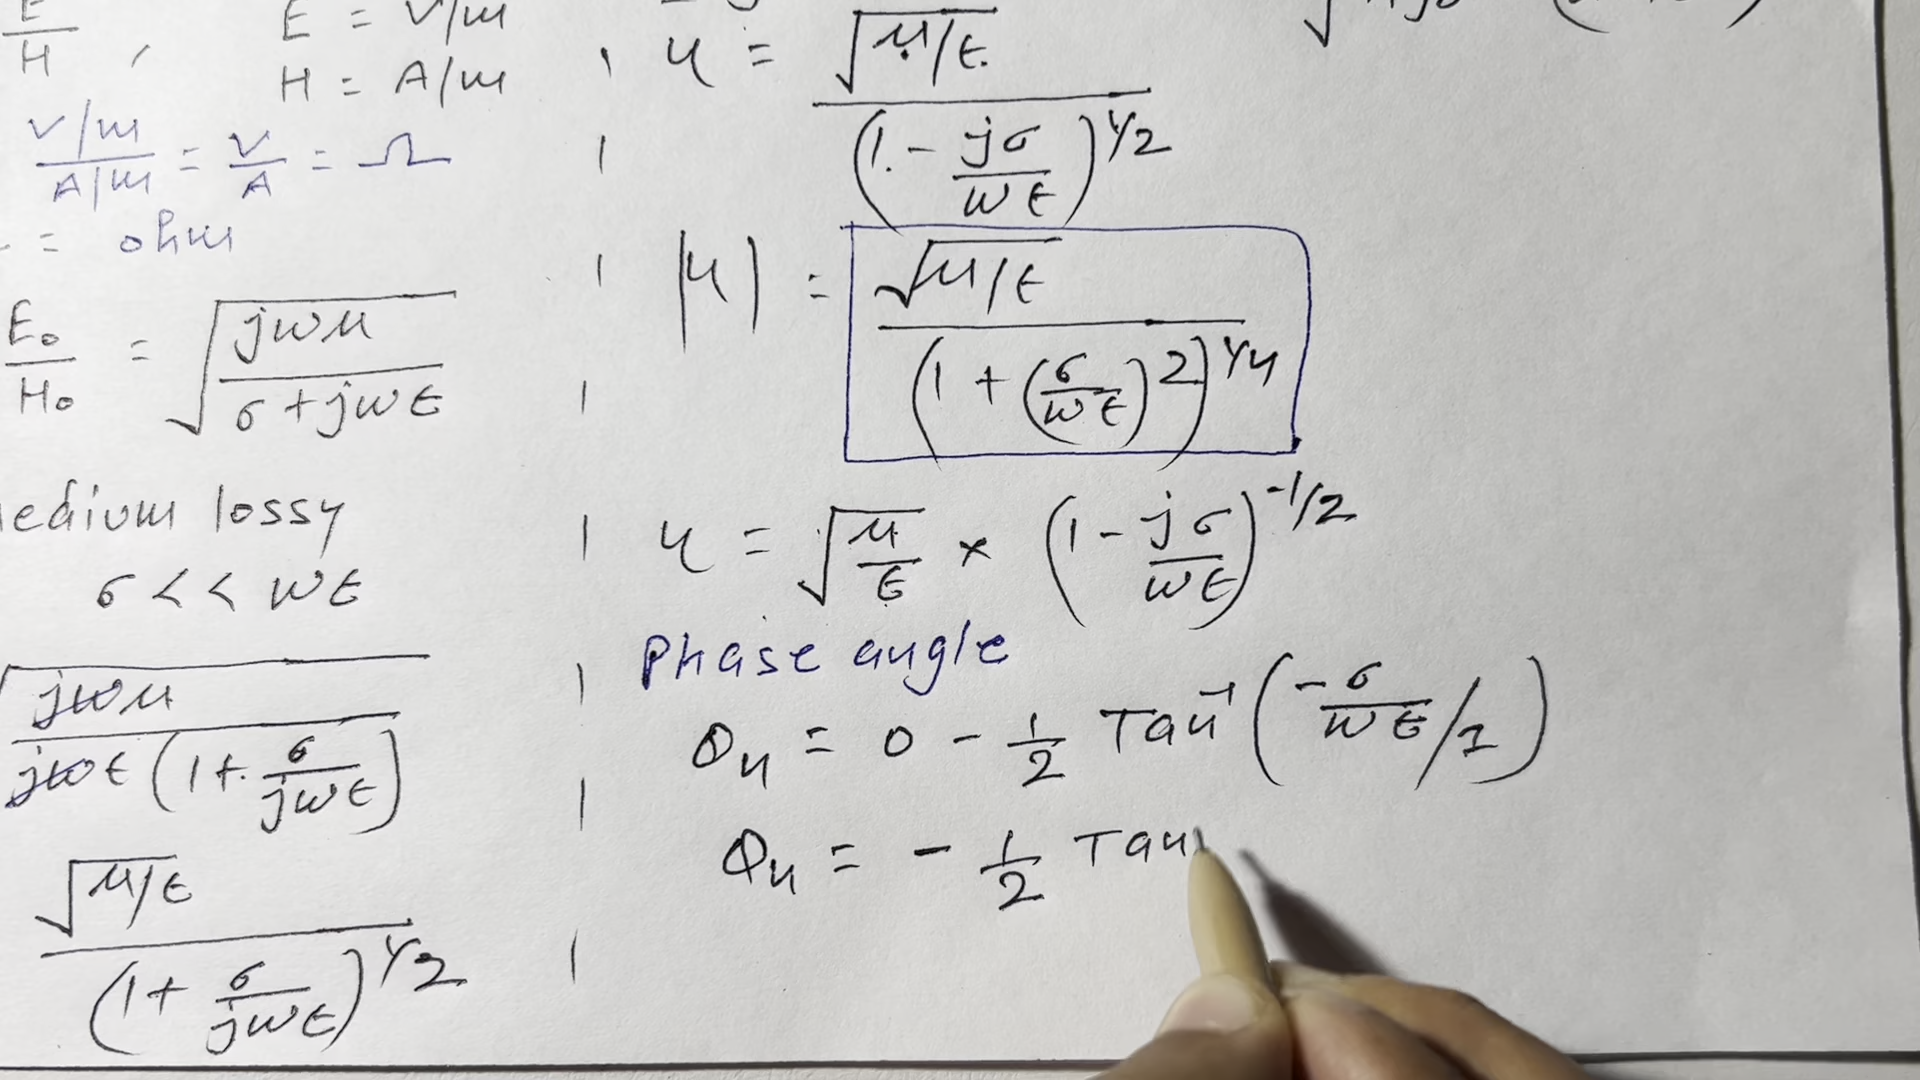 E/H , E = V/m
H = A/m
V/m / A/m = V/A = Ω
= ohm
E₀/H₀ = √(jωμ / σ+jωε)
lossy
σ << ωε
√(jωμ / jωε(1+σ/jωε))
√μ/ε / (1+σ/jωε)^1/2
η = √μ/ε / (1-jσ/ωε)^1/2
|η| = √μ/ε / (1+(σ/ωε)2)^1/4
η = √(μ/ε) × (1-jσ/ωε)^-1/2
Phase angle
θη = 0 - 1/2 Tan⁻¹(-σ/ωε/1)
θη = - 1/2 Tan